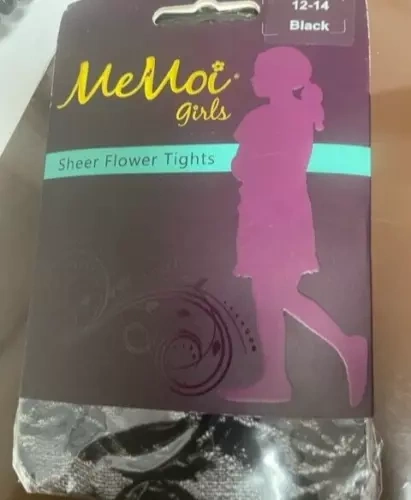 12-14
Black
MeMoi
girls
Sheer Flower Tights